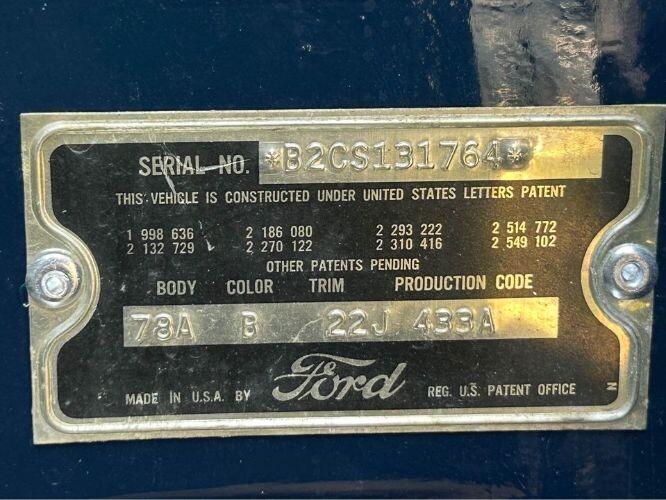 SERIAL NO. *B2CS131764*
THIS VEHICLE IS CONSTRUCTED UNDER UNITED STATES LETTERS PATENT
1 998 636 2 186 080 2 293 222 2 514 772
2 132 729 2 270 122 2 310 416 2 549 102
OTHER PATENTS PENDING
BODY COLOR TRIM PRODUCTION CODE
78A B 22J 433A
MADE IN U.S.A. BY Ford REG. U.S. PATENT OFFICE N